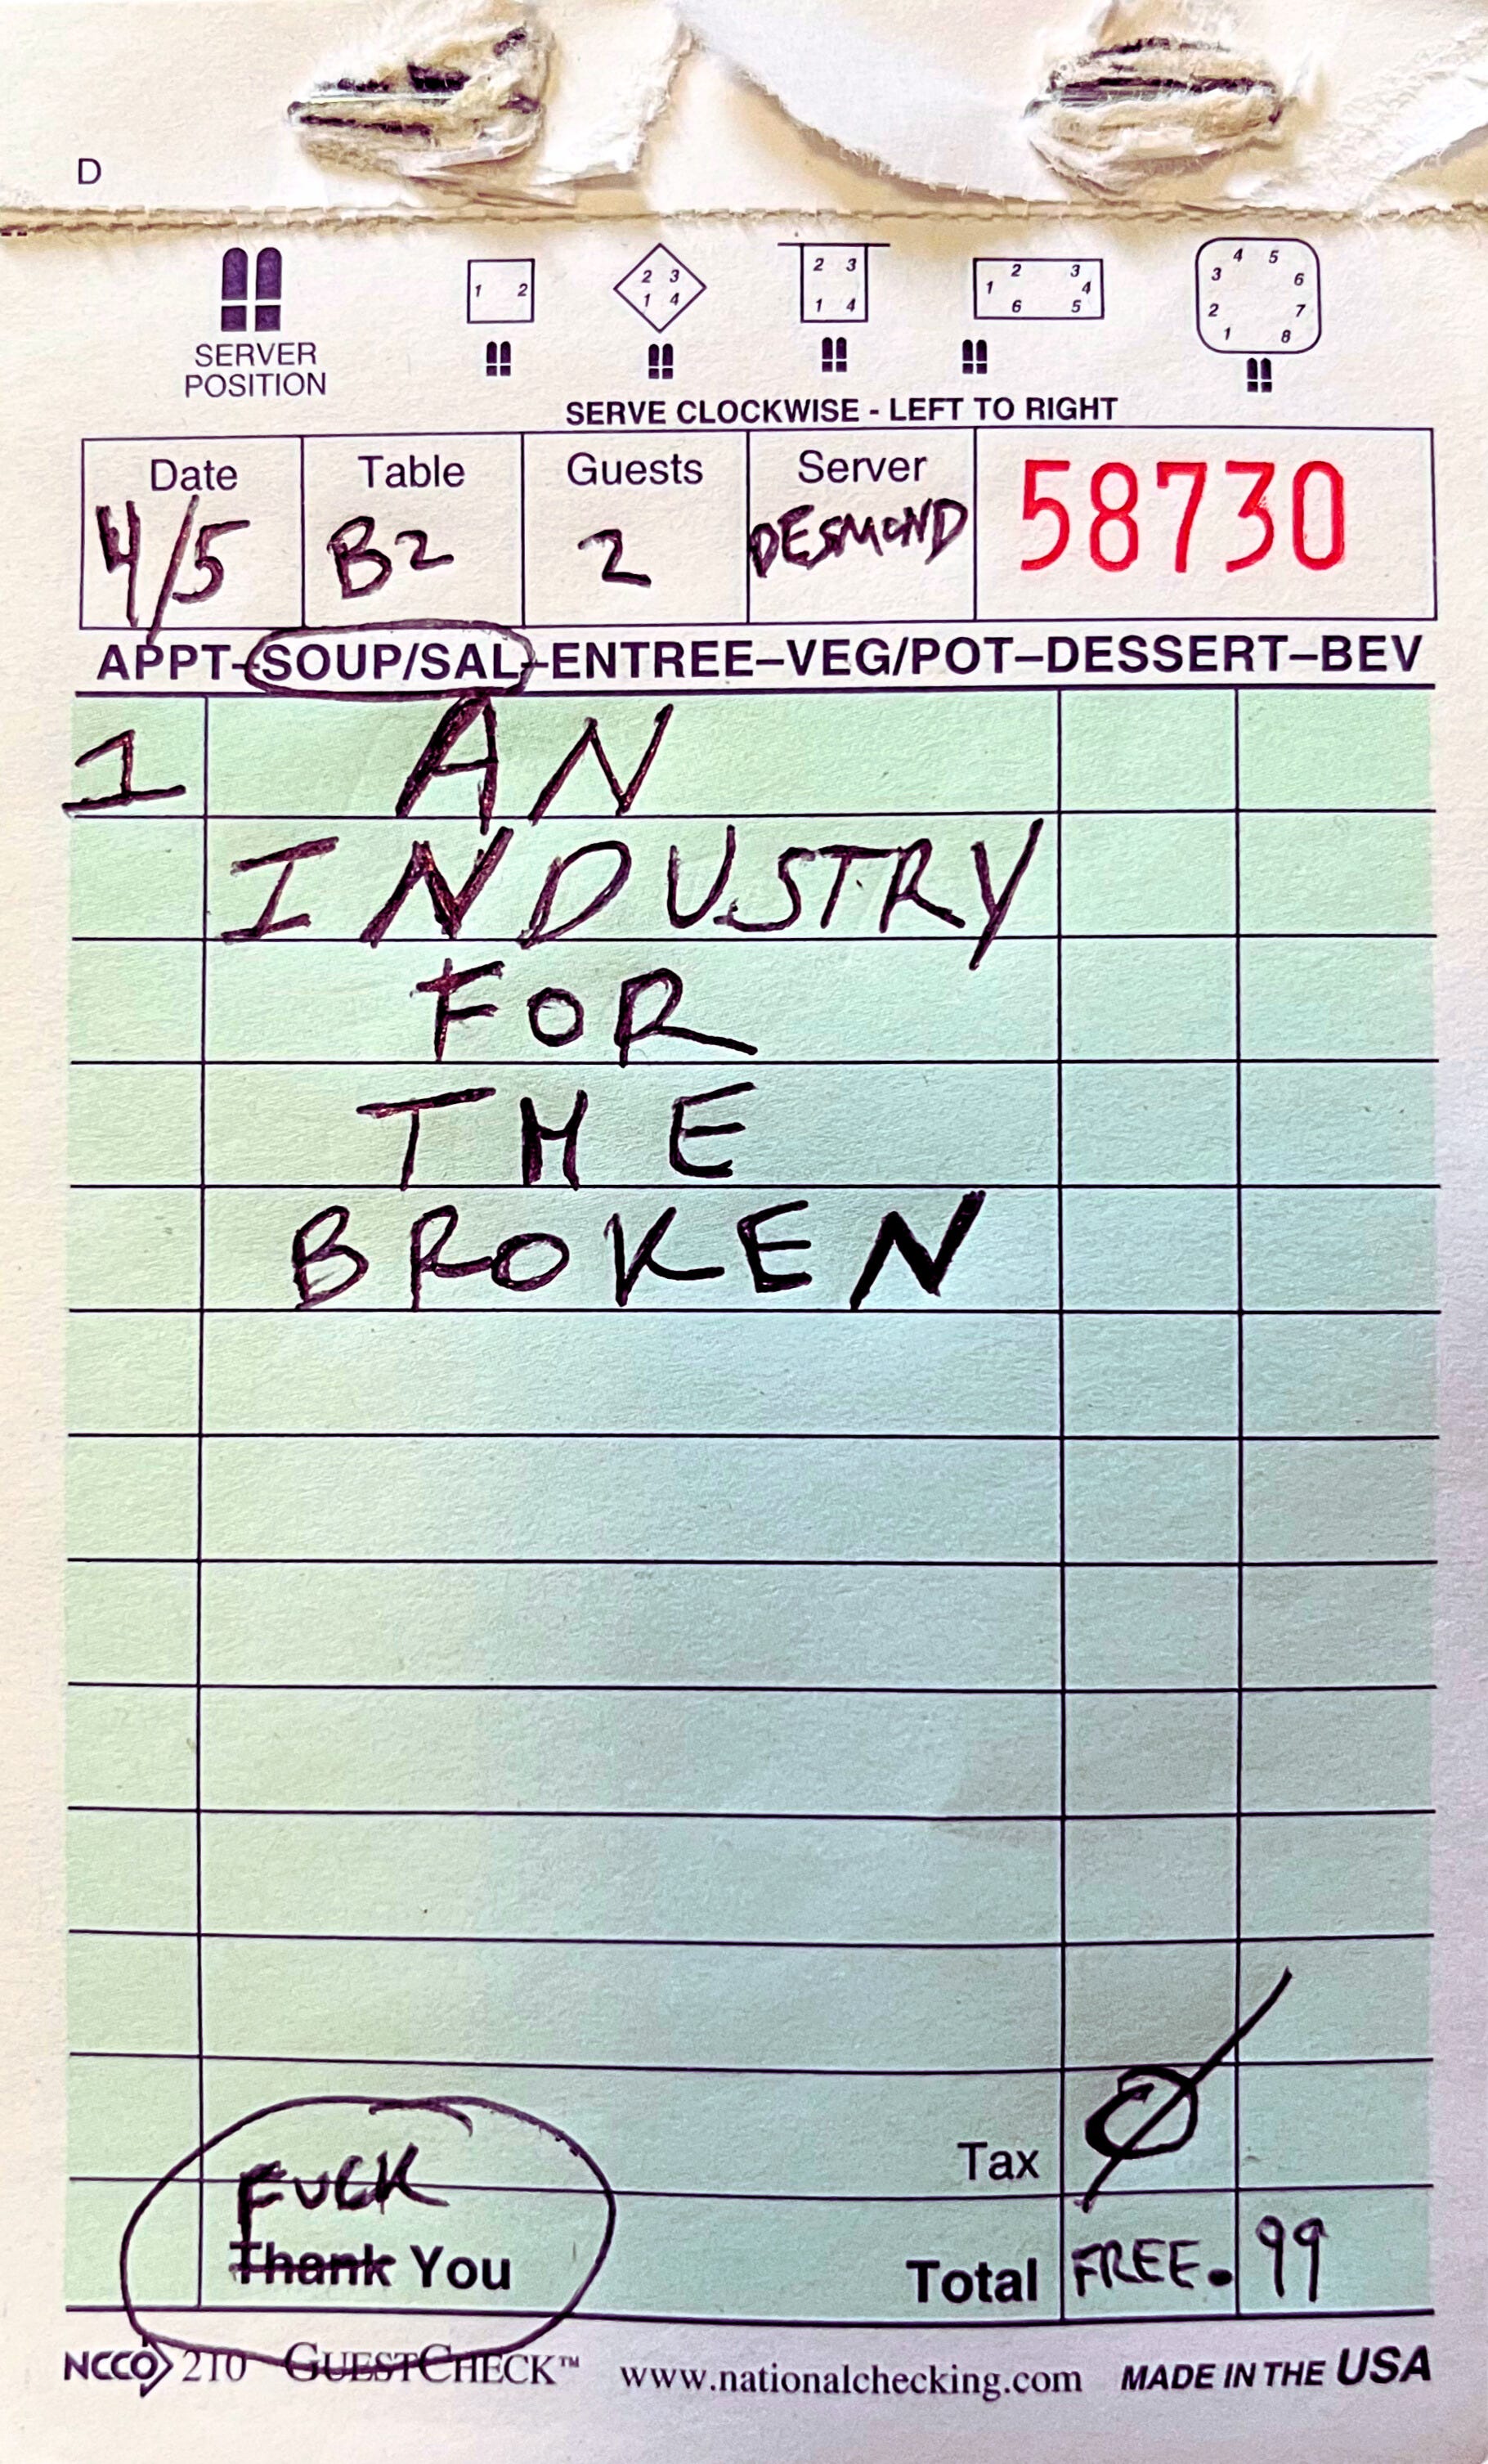 D
1 2
2 3
1 4
2 3
1 4
2 3
1 4
6 5
4 5
3 6
2 7
1 8
SERVER
POSITION
SERVE CLOCKWISE - LEFT TO RIGHT
Date Table Guests Server 58730
4/5 B2 2 DESMOND
APPT-SOUP/SAL-ENTREE-VEG/POT-DESSERT-BEV
1 AN
INDUSTRY
FOR
THE
BROKEN
Tax Ø
FUCK
Thank You Total FREE. 99
NCCO 210 GUESTCHECK™ www.nationalchecking.com MADE IN THE USA